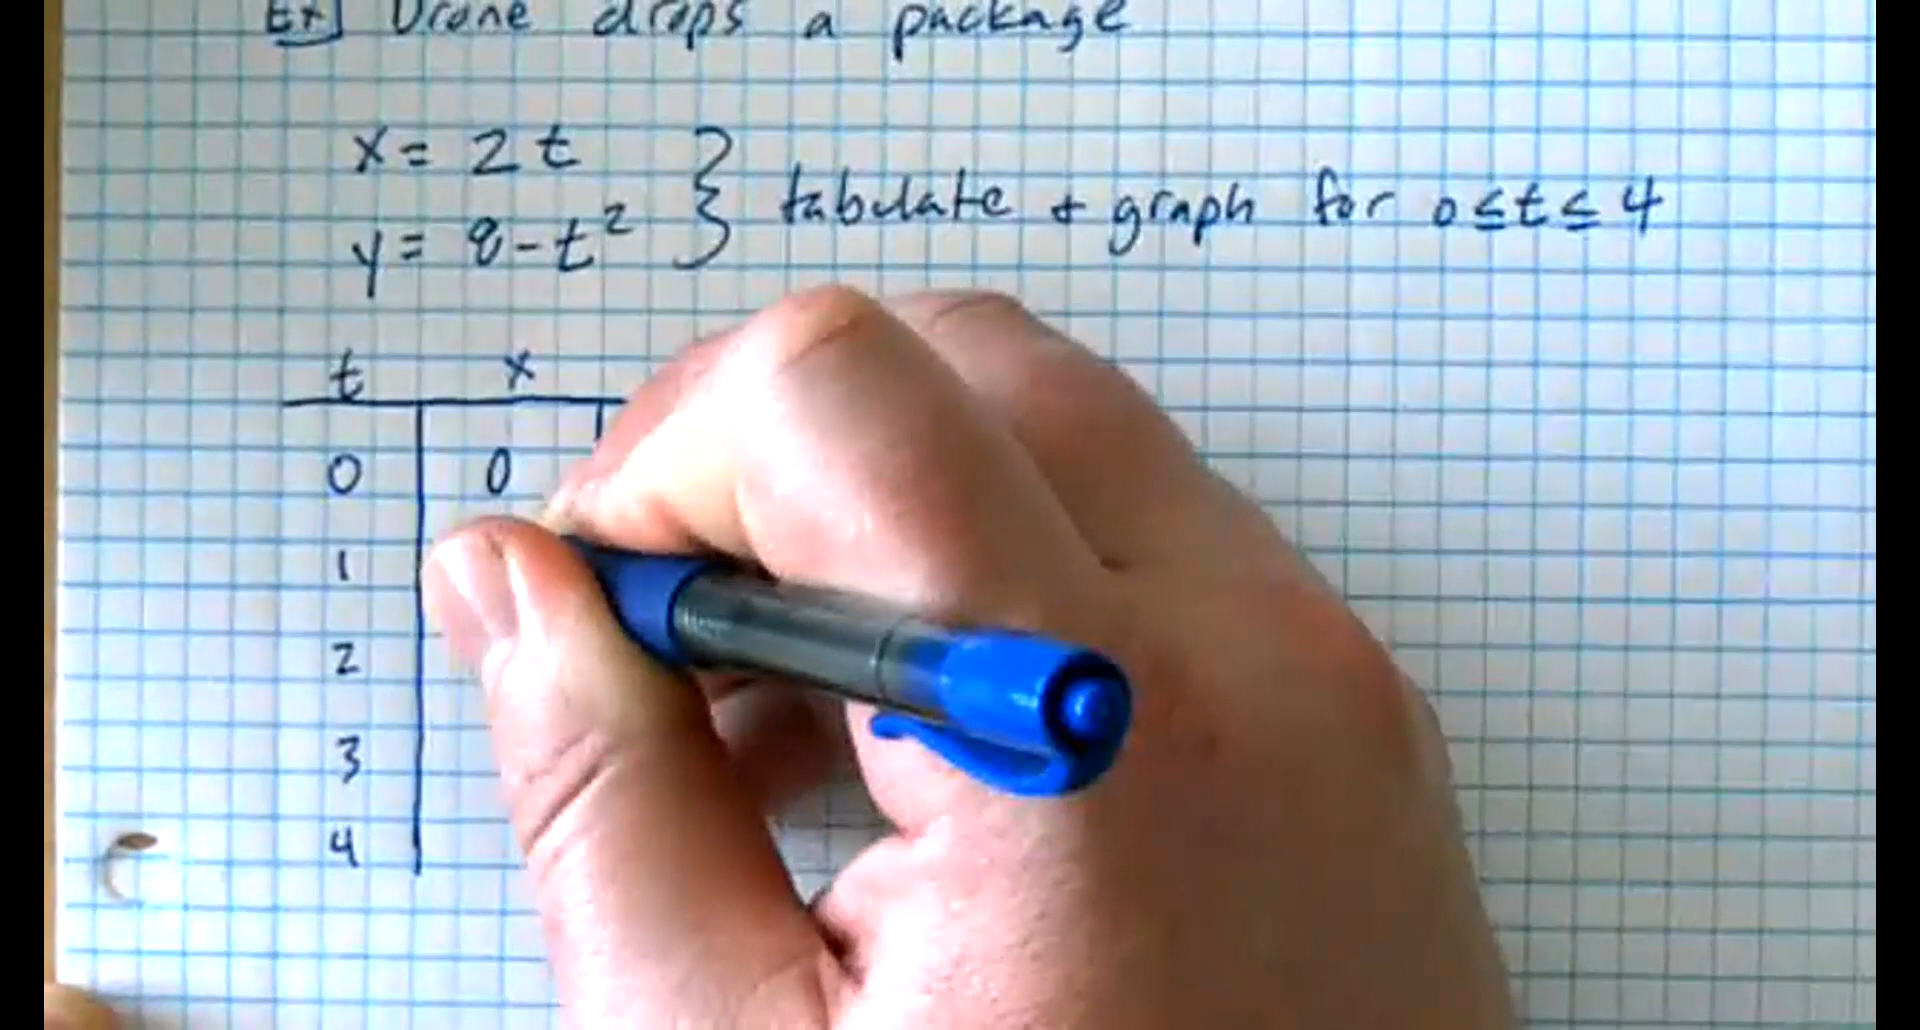 Ex] Drone drops a package
x = 2t
y = 8 - t² } tabulate + graph for 0 ≤ t ≤ 4
t x
0 0
1
2
3
4